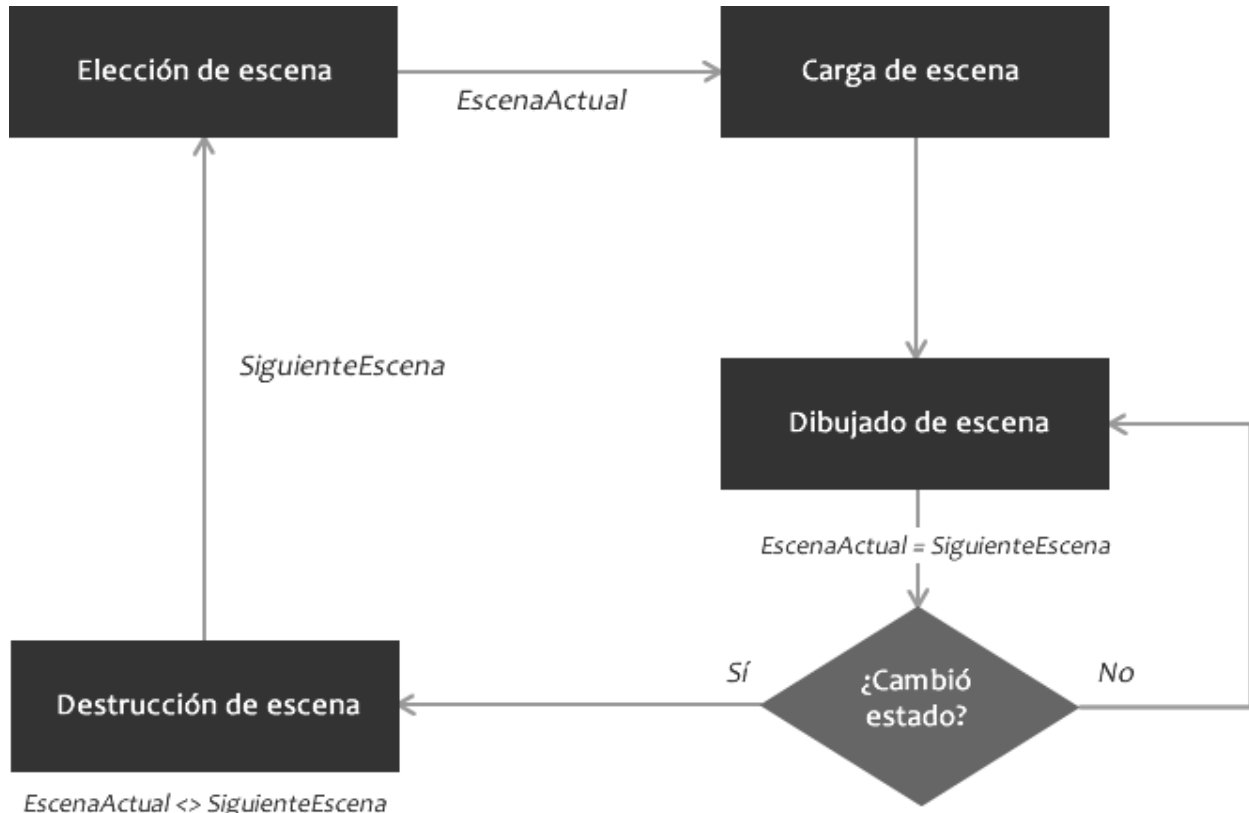 Elección de escena
EscenaActual
Carga de escena
SiguienteEscena
Dibujado de escena
EscenaActual = SiguienteEscena
Sí
¿Cambió
estado?
No
Destrucción de escena
EscenaActual <> SiguienteEscena